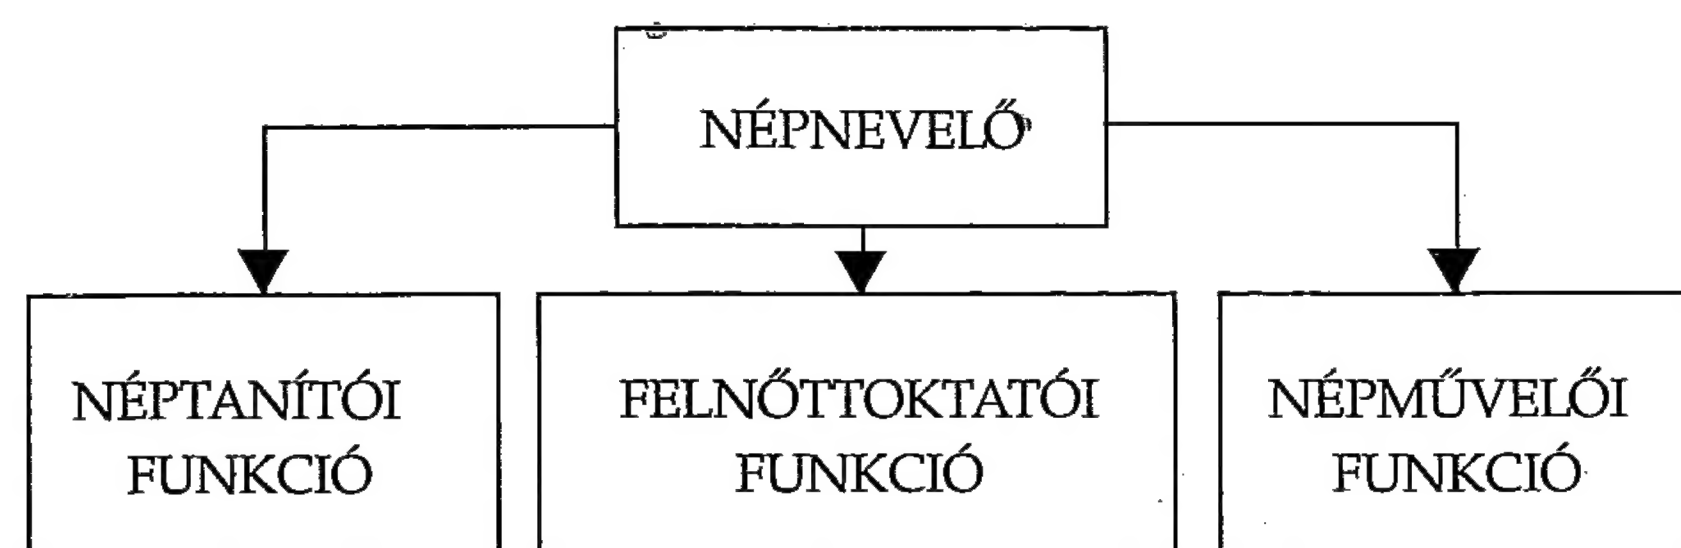 NÉPNEVELŐ
NÉPTANÍTÓI
FUNKCIÓ
FELNŐTTOKTATÓI
FUNKCIÓ
NÉPMŰVELŐI
FUNKCIÓ